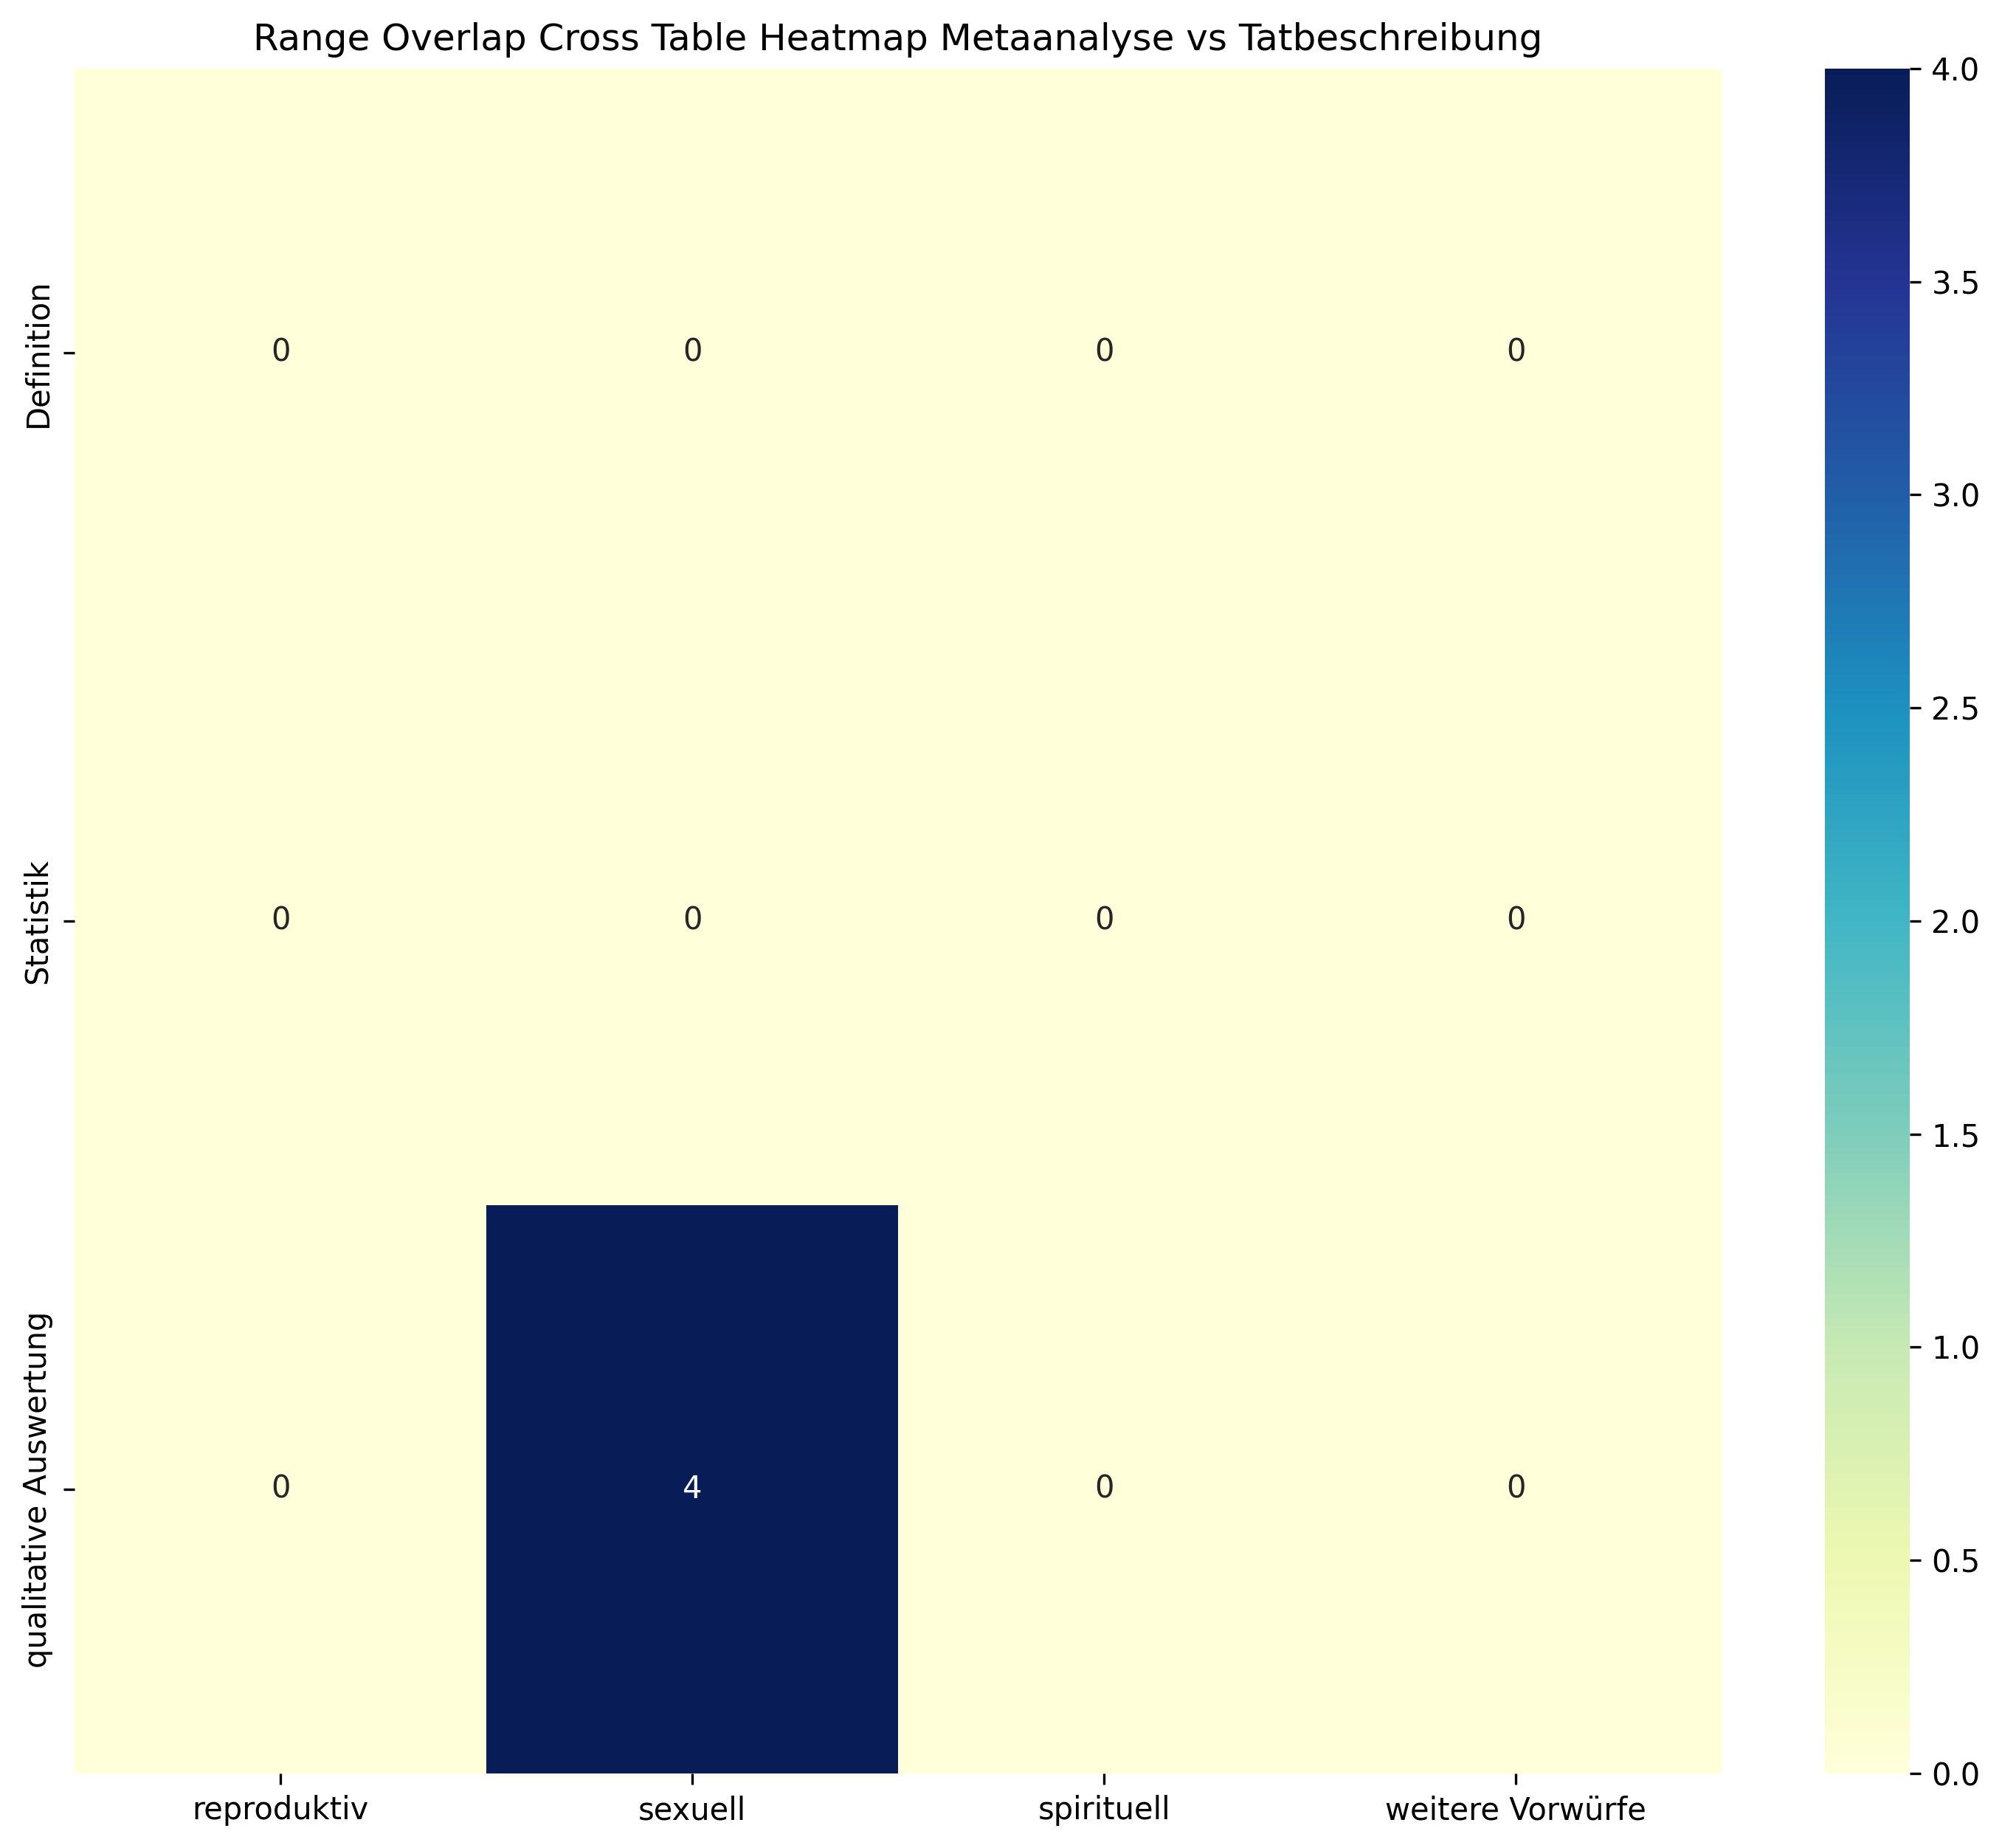 Range Overlap Cross Table Heatmap Metaanalyse vs Tatbeschreibung
Definition
0 0 0 0
Statistik
0 0 0 0
qualitative Auswertung
0 4 0 0
reproduktiv sexuell spirituell weitere Vorwürfe
4.0
3.5
3.0
2.5
2.0
1.5
1.0
0.5
0.0